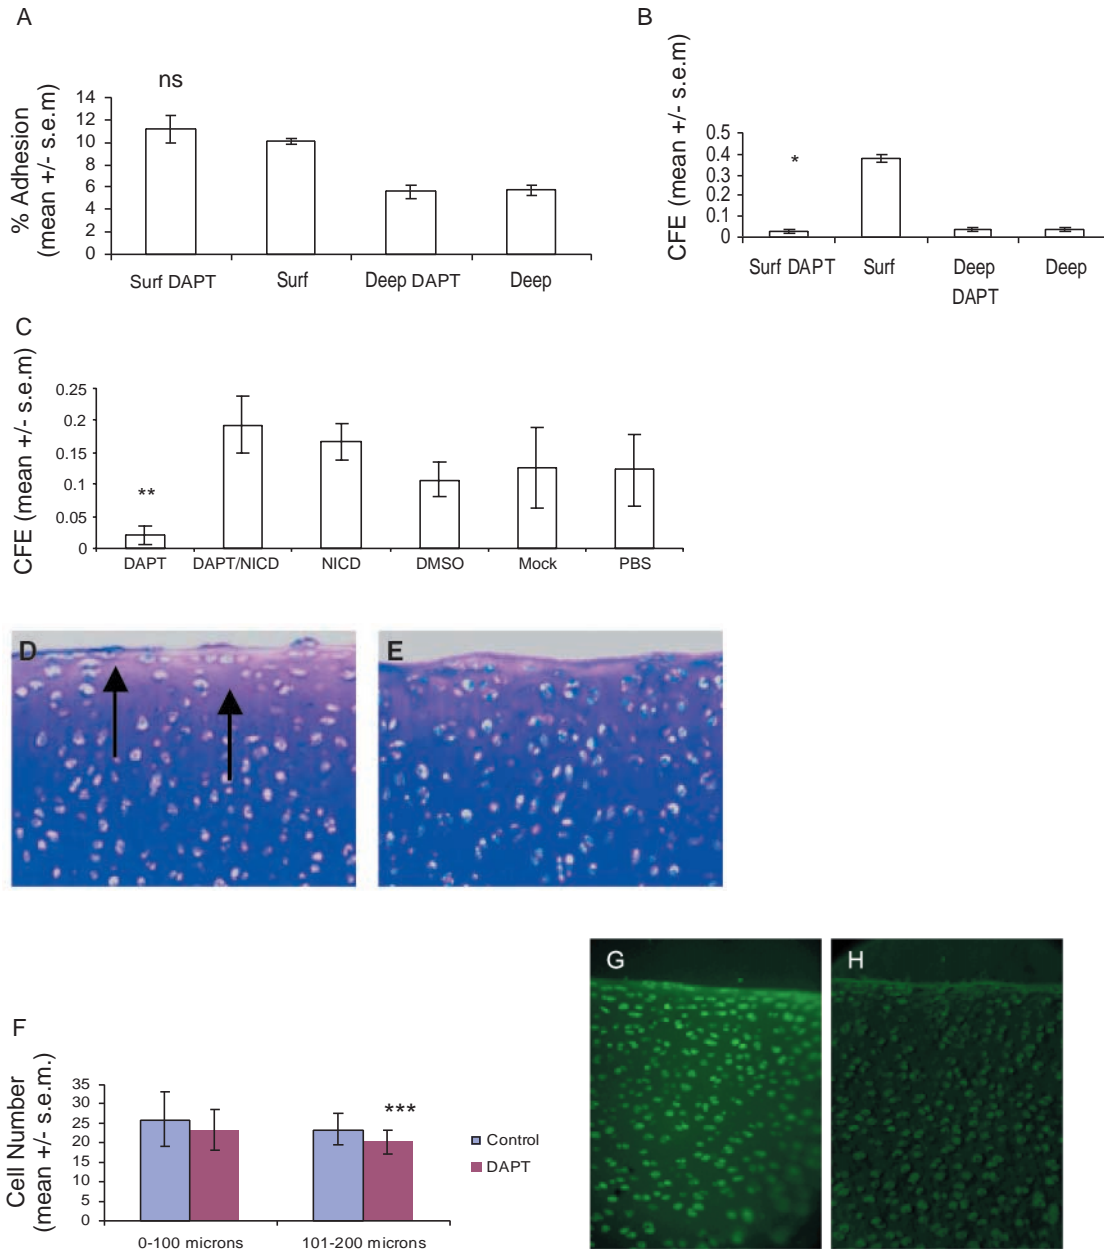 A
% Adhesion
(mean +/- s.e.m)
ns
14
12
10
8
6
4
2
0
Surf DAPT Surf Deep DAPT Deep
B
CFE (mean +/- s.e.m)
0.5
0.4
0.3
0.2
0.1
0
*
Surf DAPT Surf Deep DAPT Deep
C
CFE (mean +/- s.e.m)
0.25
0.2
0.15
0.1
0.05
0
**
DAPT DAPT/NICD NICD DMSO Mock PBS
D
E
F
Cell Number
(mean +/- s.e.m.)
35
30
25
20
15
10
5
0
***
0-100 microns 101-200 microns
Control
DAPT
G
H